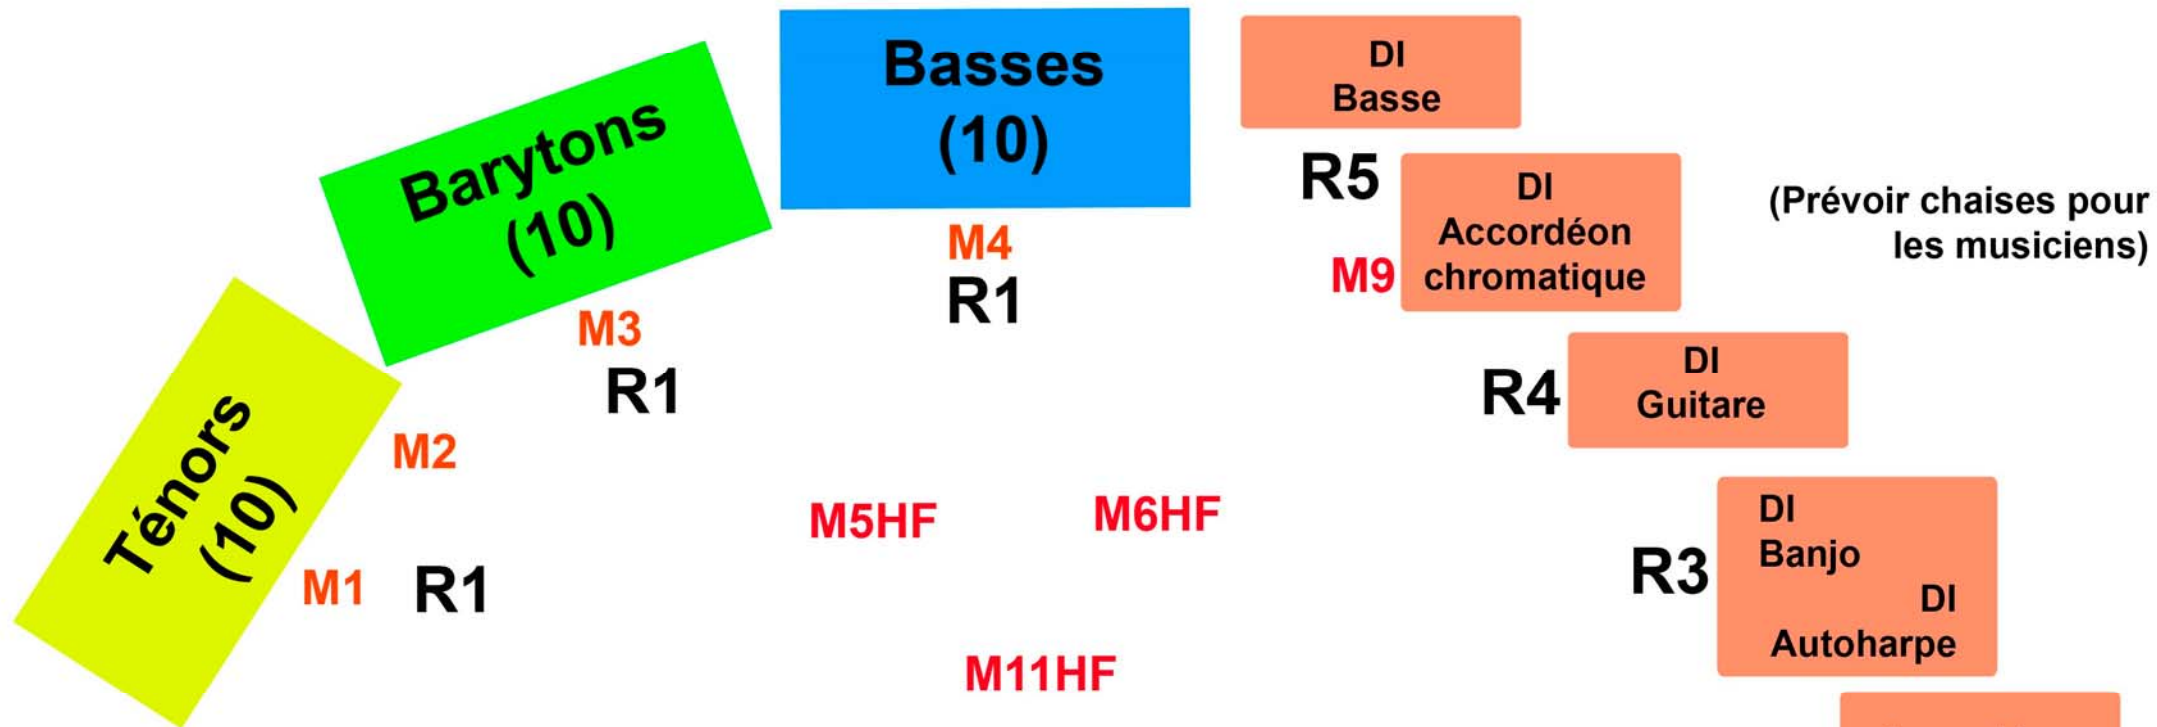 Basses
(10)
M4
R1
Barytons
(10)
M3
R1
Ténors
(10)
M2
M1
R1
M5HF
M6HF
M11HF
DI
Basse
R5
DI
Accordéon
chromatique
M9
(Prévoir chaises pour
les musiciens)
R4
DI
Guitare
R3
DI
Banjo
DI
Autoharpe